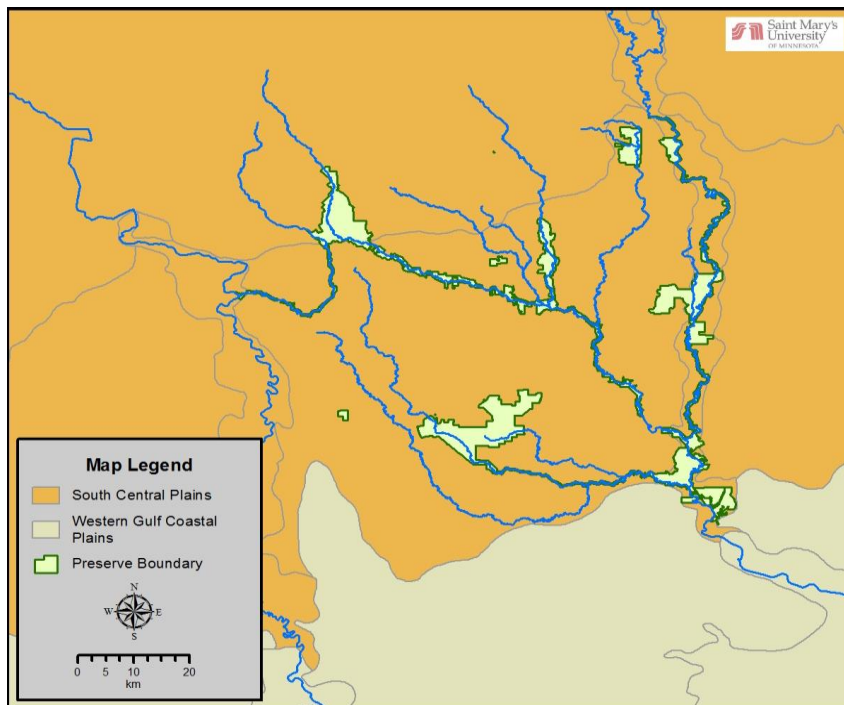 Saint Mary's
University
OF MINNESOTA
Map Legend
South Central Plains
Western Gulf Coastal
Plains
Preserve Boundary
N
W E
S
0 5 10 20
km